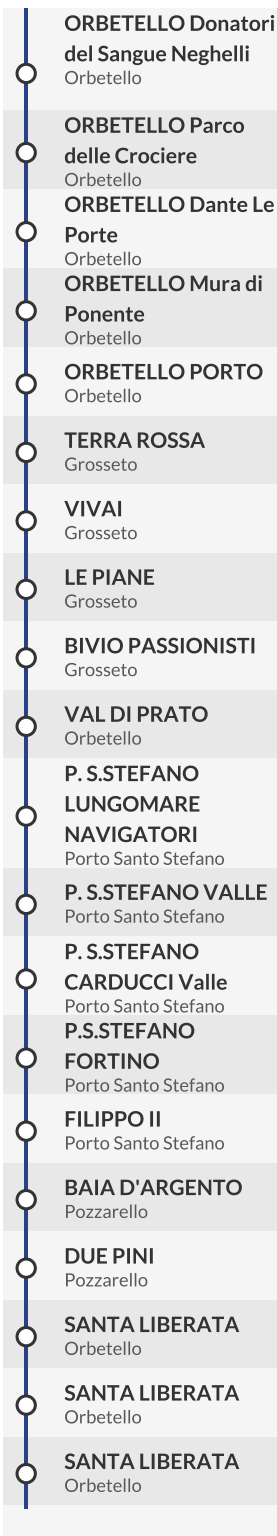 ORBETELLO Donatori
del Sangue Neghelli
Orbetello
ORBETELLO Parco
delle Crociere
Orbetello
ORBETELLO Dante Le
Porte
Orbetello
ORBETELLO Mura di
Ponente
Orbetello
ORBETELLO PORTO
Orbetello
TERRA ROSSA
Grosseto
VIVAI
Grosseto
LE PIANE
Grosseto
BIVIO PASSIONISTI
Grosseto
VAL DI PRATO
Orbetello
P. S.STEFANO
LUNGOMARE
NAVIGATORI
Porto Santo Stefano
P. S.STEFANO VALLE
Porto Santo Stefano
P. S.STEFANO
CARDUCCI Valle
Porto Santo Stefano
P.S.STEFANO
FORTINO
Porto Santo Stefano
FILIPPO II
Porto Santo Stefano
BAIA D'ARGENTO
Pozzarello
DUE PINI
Pozzarello
SANTA LIBERATA
Orbetello
SANTA LIBERATA
Orbetello
SANTA LIBERATA
Orbetello